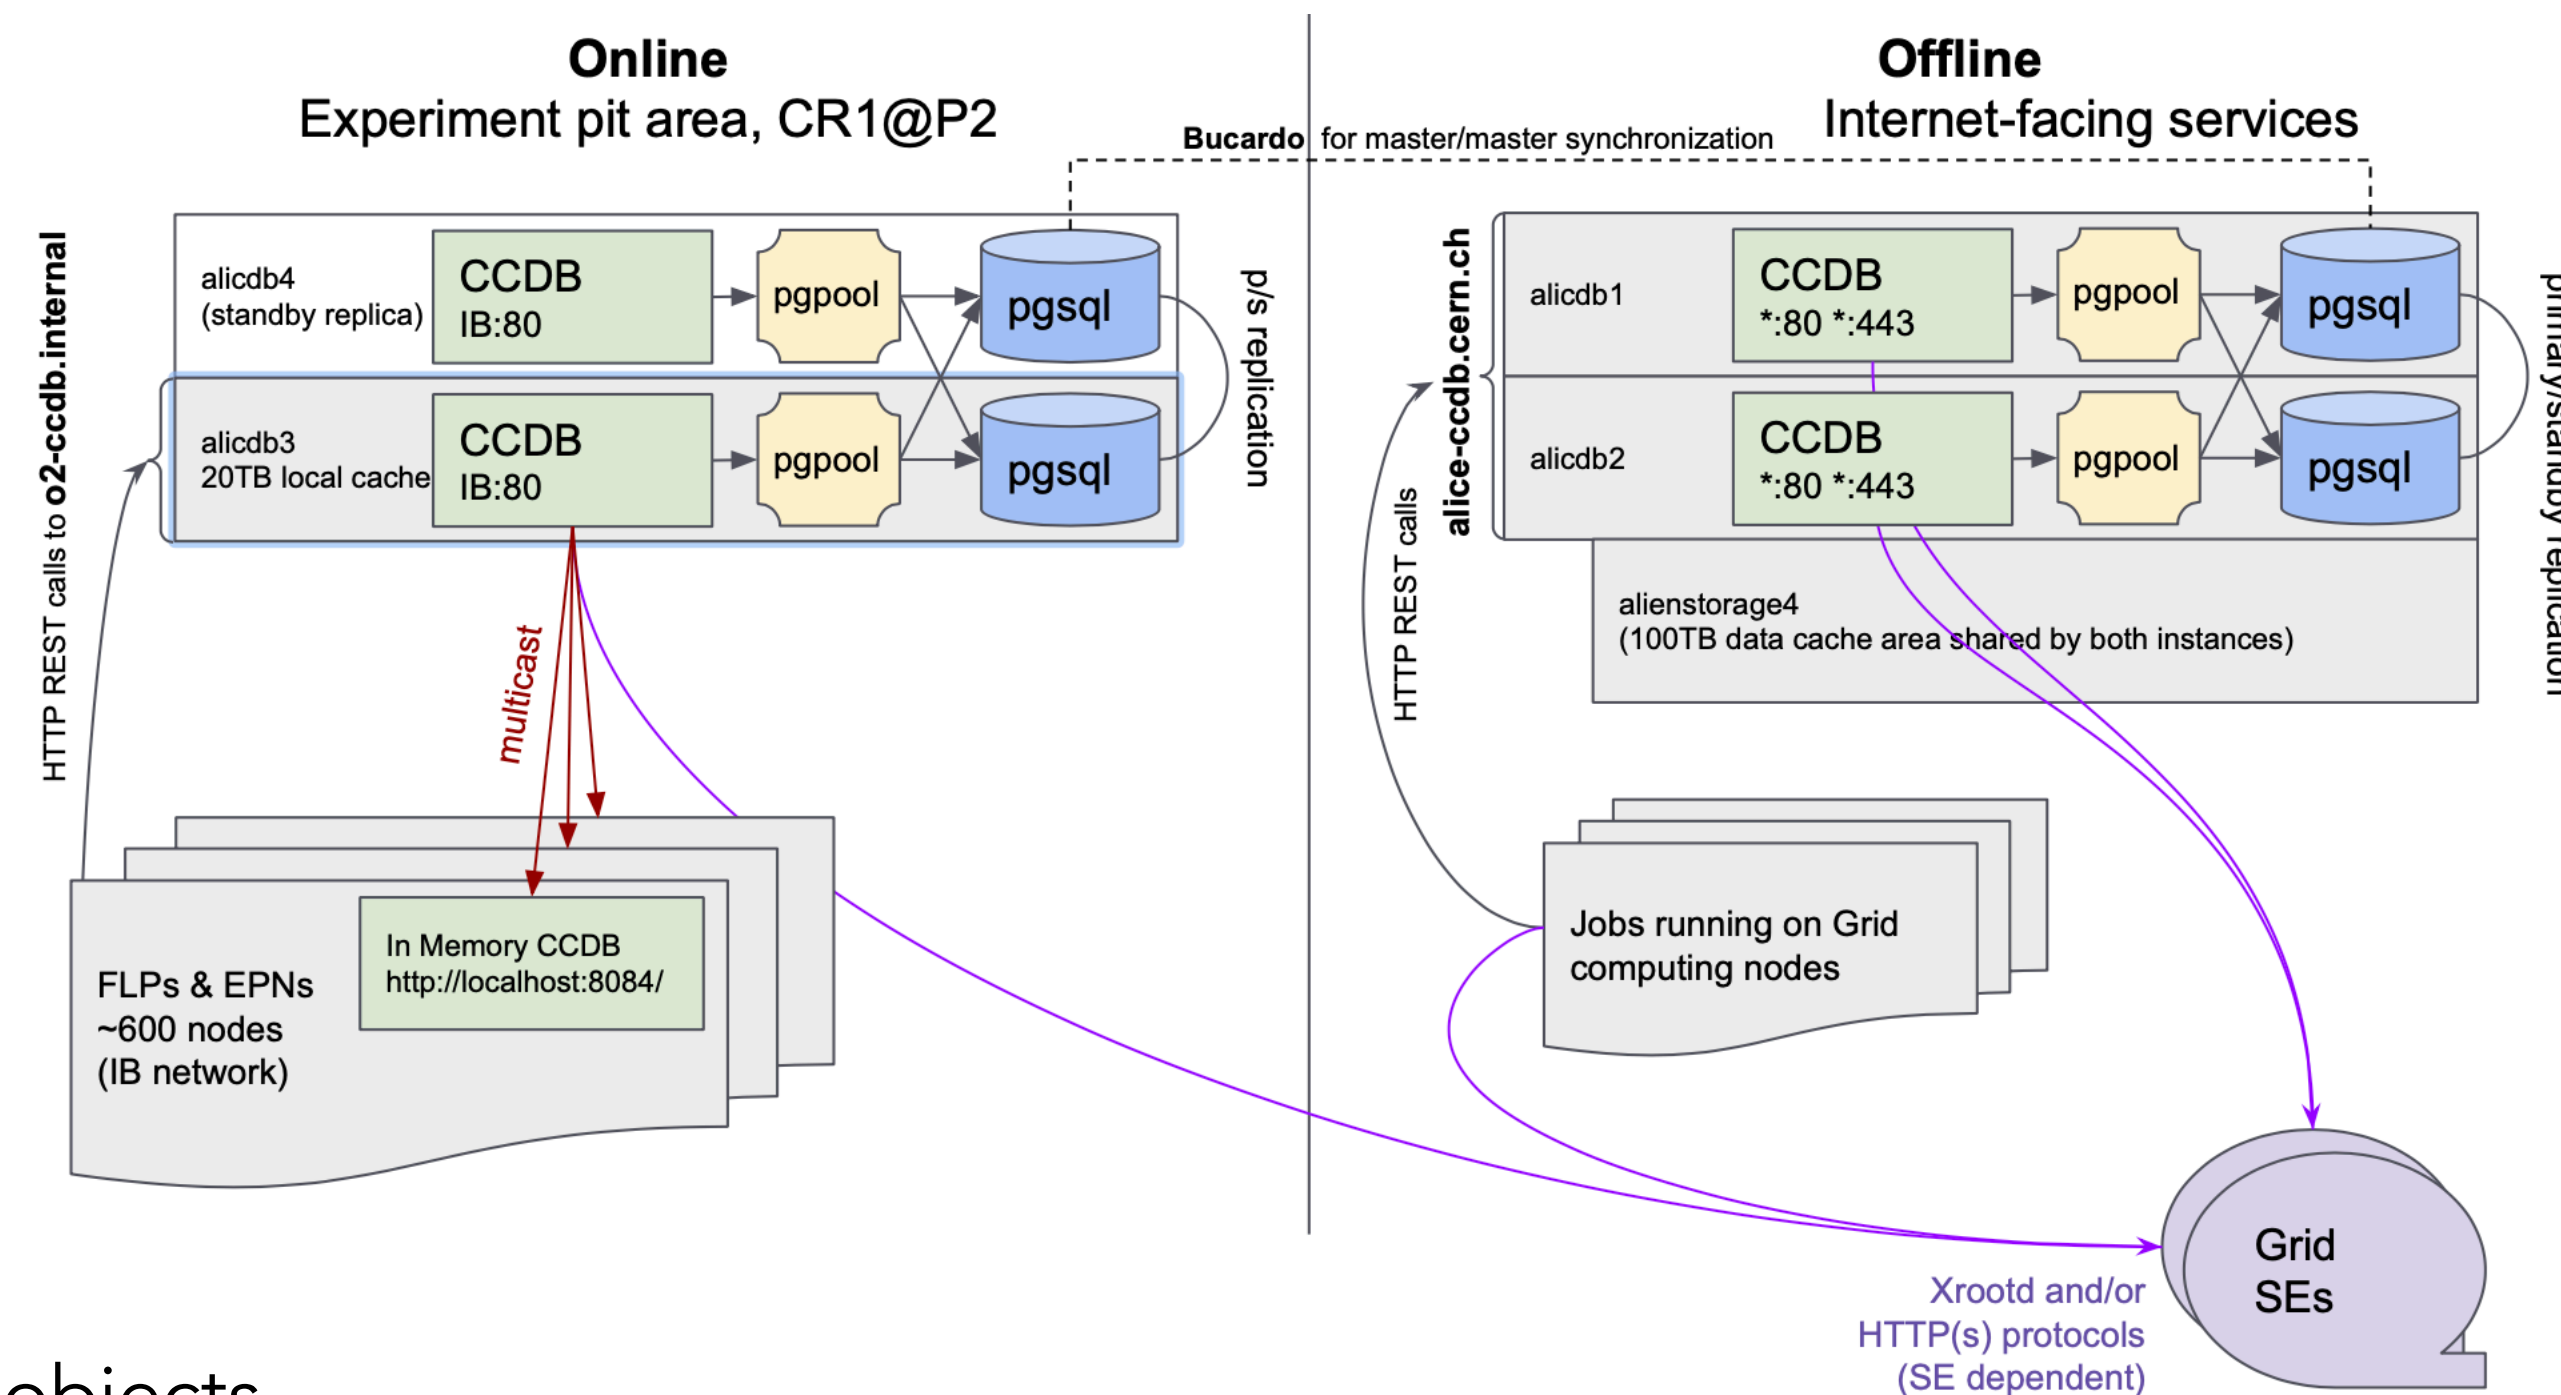 Online
Experiment pit area, CR1@P2
Offline
Internet-facing services
Bucardo for master/master synchronization
HTTP REST calls to o2-ccdb.internal
alicdb4
(standby replica)
CCDB
IB:80
pgpool
pgsql
alicdb3
20TB local cache
CCDB
IB:80
pgpool
pgsql
p/s replication
multicast
In Memory CCDB
http://localhost:8084/
FLPs & EPNs
~600 nodes
(IB network)
HTTP REST calls
alice-ccdb.cern.ch
alicdb1
CCDB
*:80 *:443
pgpool
pgsql
alicdb2
CCDB
*:80 *:443
pgpool
pgsql
primary/standby replication
alienstorage4
(100TB data cache area shared by both instances)
Jobs running on Grid
computing nodes
Grid
SEs
Xrootd and/or
HTTP(s) protocols
(SE dependent)
objects